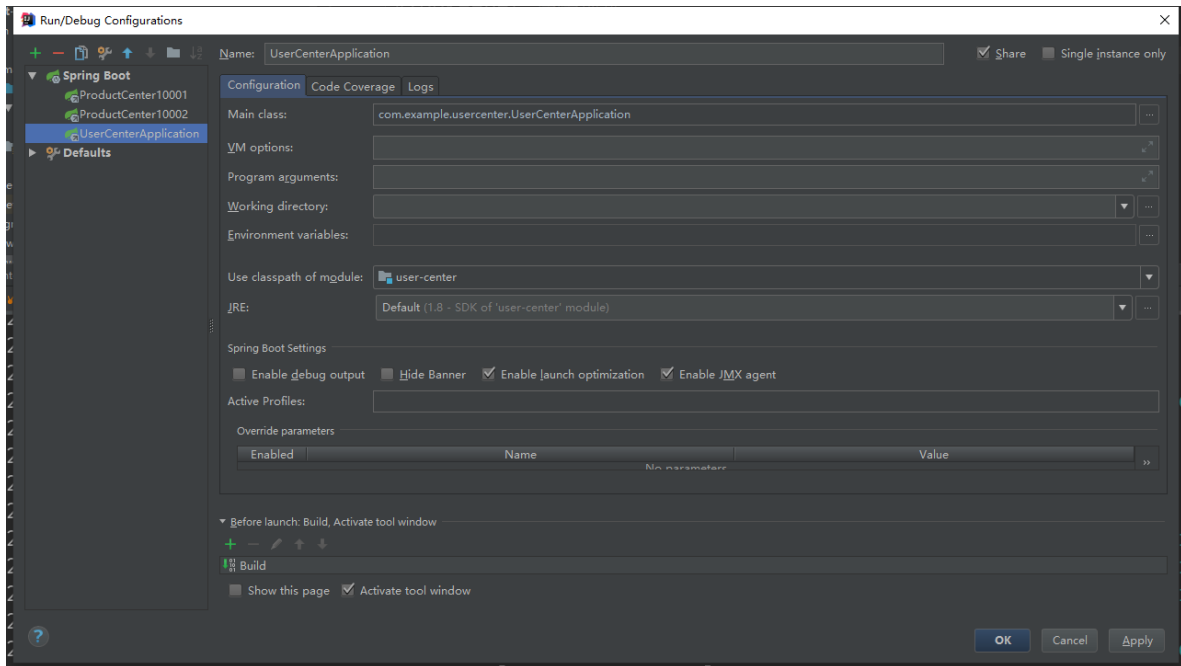 Run/Debug Configurations
Name: UserCenterApplication
Share
Single instance only
Spring Boot
ProductCenter10001
ProductCenter10002
UserCenterApplication
Defaults
Configuration
Code Coverage
Logs
Main class: com.example.usercenter.UserCenterApplication
VM options:
Program arguments:
Working directory:
Environment variables:
Use classpath of module: user-center
JRE: Default (1.8 - SDK of 'user-center' module)
Spring Boot Settings
Enable debug output
Hide Banner
Enable launch optimization
Enable JMX agent
Active Profiles:
Override parameters
Enabled Name Value
No parameters
Before launch: Build, Activate tool window
Build
Show this page
Activate tool window
OK
Cancel
Apply